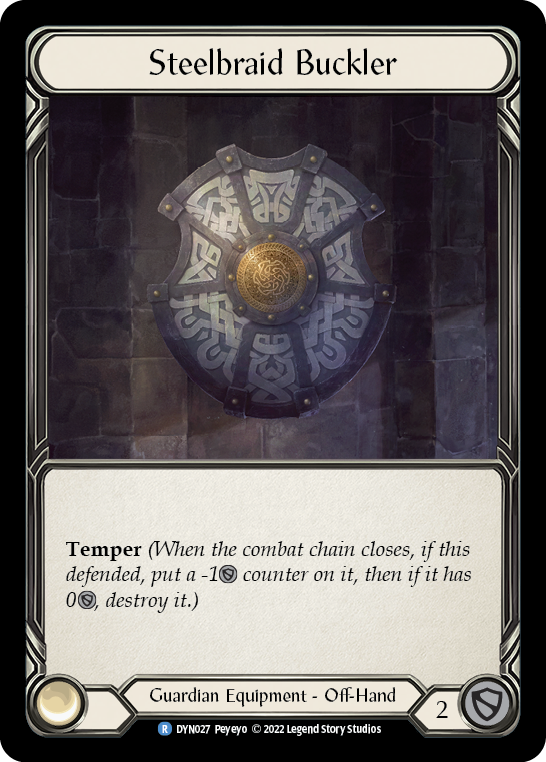 Steelbraid Buckler
Temper (When the combat chain closes, if this
defended, put a -1 counter on it, then if it has
0, destroy it.)
Guardian Equipment - Off-Hand
2
R DYN027 Peyeyo © 2022 Legend Story Studios